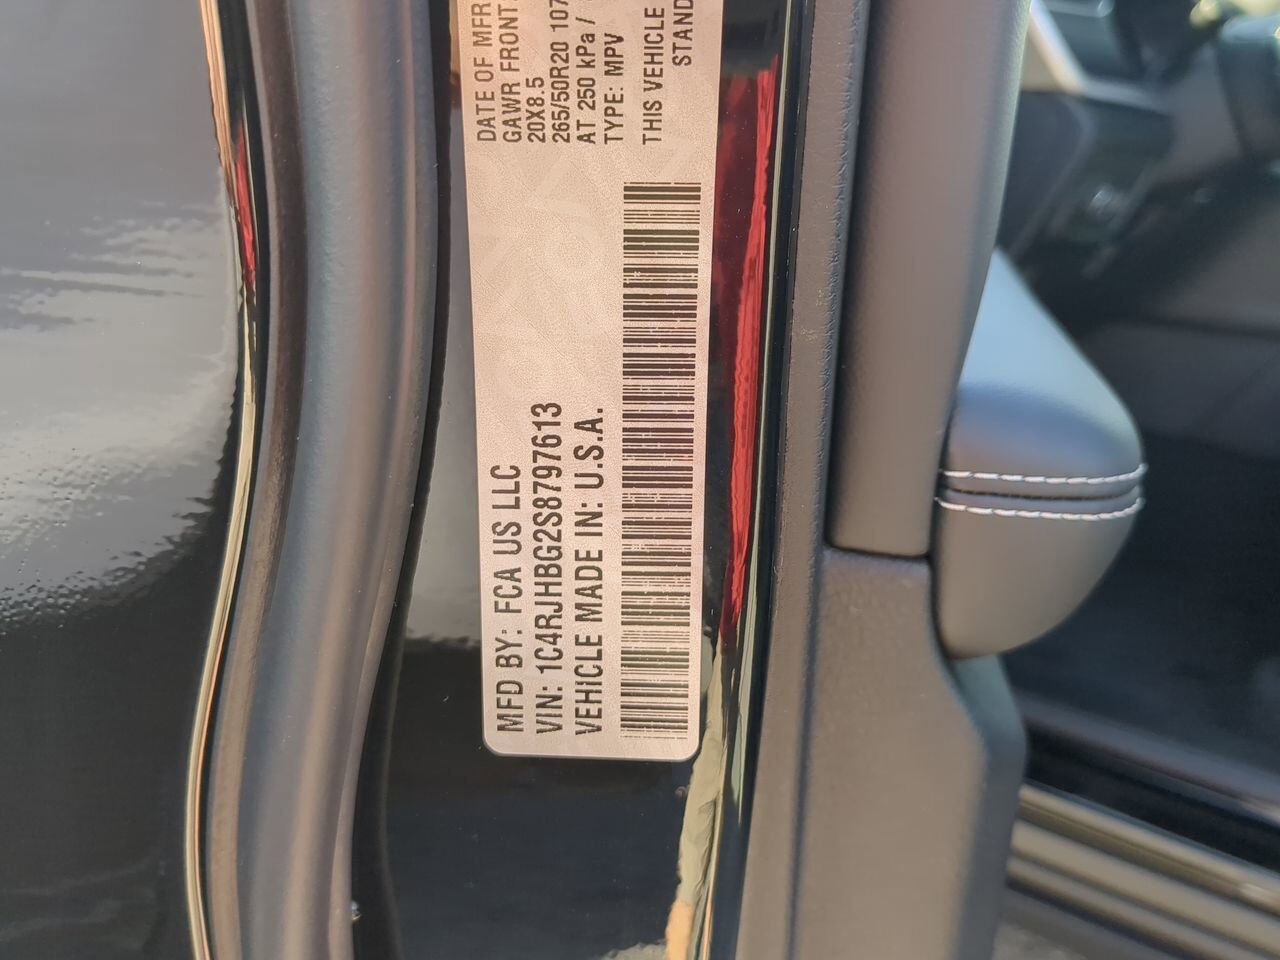 MFD BY: FCA US LLC
VIN: 1C4RJHBG2S8797613
VEHICLE MADE IN: U.S.A.
DATE OF MFR
GAWR FRONT
20X8.5
265/50R20 107
AT 250 kPa /
TYPE: MPV
THIS VEHICLE
STAND